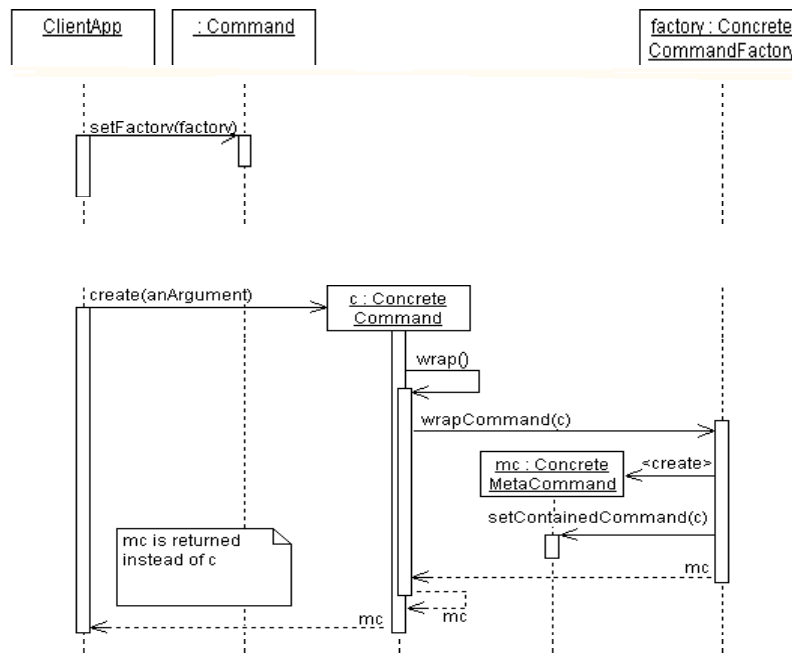 ClientApp
: Command
factory : Concrete
CommandFactory
setFactory(factory)
create(anArgument)
c : Concrete
Command
wrap()
wrapCommand(c)
mc : Concrete
MetaCommand
<create>
setContainedCommand(c)
mc is returned
instead of c
mc
mc
mc